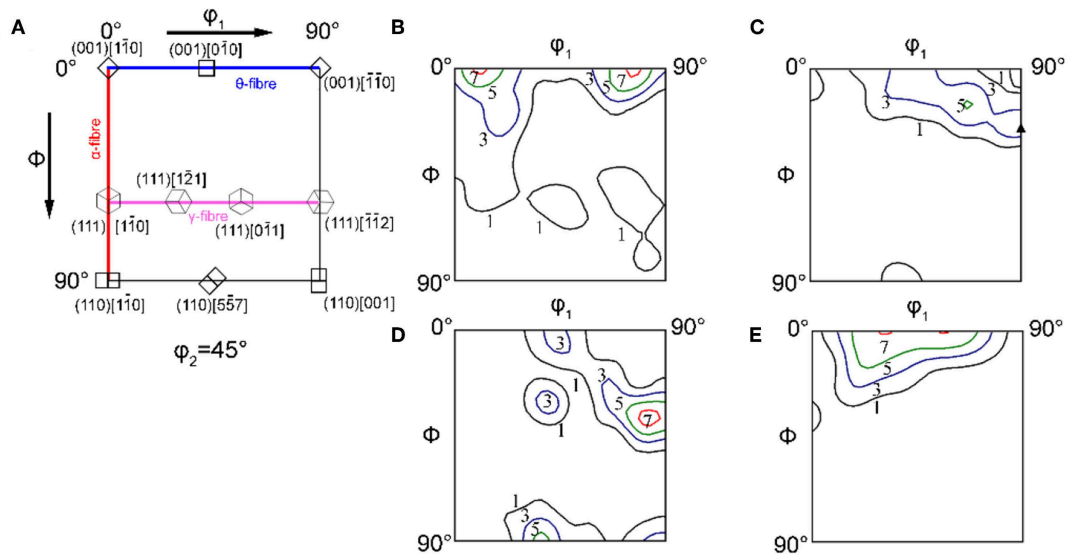 A
0°
φ₁
90°
(001)[1̄1̄0]
(001)[01̄0]
0°
θ-fibre
(001)[1̄1̄0]
α-fibre
Φ
(111)[12̄1]
γ-fibre
(111) [11̄0]
(111)[01̄1]
(111)[1̄1̄2]
90°
(110)[11̄0]
(110)[55̄7]
(110)[001]
φ₂=45°
B
φ₁
0°
90°
7
5
3
7
5
3
1
Φ
1
1
1
90°
C
φ₁
0°
90°
3
5
3
1
1
Φ
90°
D
φ₁
0°
90°
3
1
3
5
7
3
1
Φ
1
3
5
90°
E
φ₁
0°
90°
7
5
3
1
Φ
90°